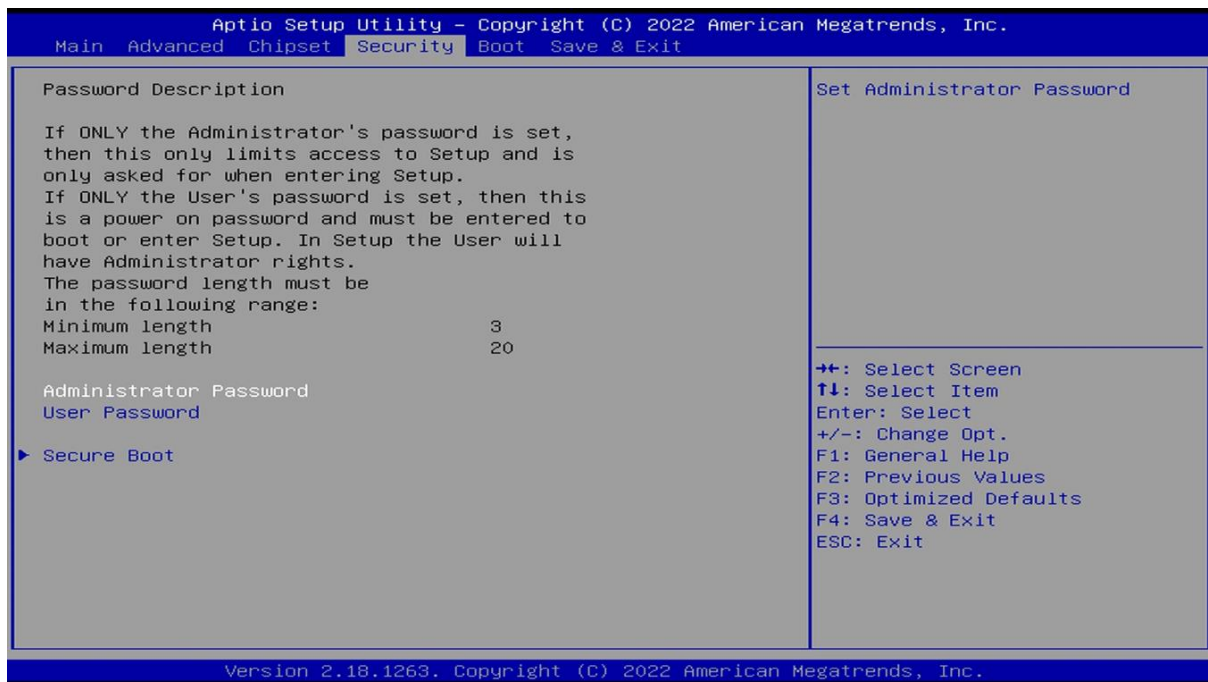 Aptio Setup Utility – Copyright (C) 2022 American Megatrends, Inc.
Main Advanced Chipset Security Boot Save & Exit
Password Description
If ONLY the Administrator's password is set,
then this only limits access to Setup and is
only asked for when entering Setup.
If ONLY the User's password is set, then this
is a power on password and must be entered to
boot or enter Setup. In Setup the User will
have Administrator rights.
The password length must be
in the following range:
Minimum length 3
Maximum length 20
Administrator Password
User Password
► Secure Boot
Set Administrator Password
→←: Select Screen
↑↓: Select Item
Enter: Select
+/-: Change Opt.
F1: General Help
F2: Previous Values
F3: Optimized Defaults
F4: Save & Exit
ESC: Exit
Version 2.18.1263. Copyright (C) 2022 American Megatrends, Inc.